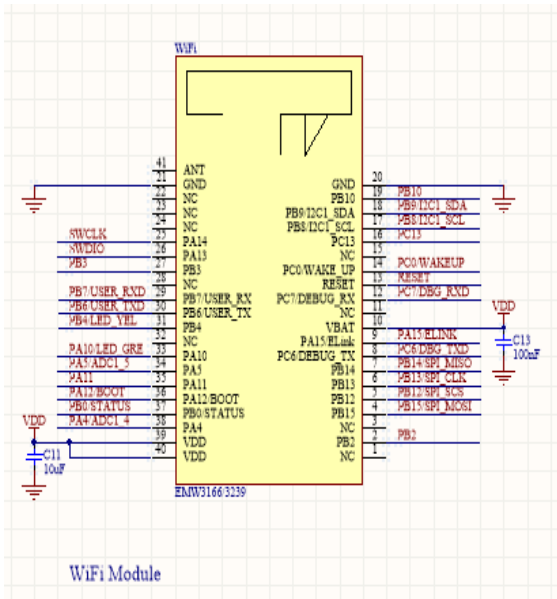 WiFi
41 ANT
21 GND
22 NC
23 NC
24 NC
SWCLK 25 PA14
SWDIO 26 PA13
PB3 27 PB3
28 NC
PB7/USER_RXD 29 PB7/USER_RX
PB6/USER_TXD 30 PB6/USER_TX
PB4/LED_YEL 31 PB4
32 NC
PA10/LED_GRE 33 PA10
PA5/ADC1_5 34 PA5
PA11 35 PA11
PA12/BOOT 36 PA12/BOOT
PB0/STATUS 37 PB0/STATUS
PA4/ADC1_4 38 PA4
VDD
39 VDD
40 VDD
C11
10uF
GND 20
PB10 19 PB10
PB9/I2C1_SDA 18 PB9/I2C1_SDA
PB8/I2C1_SCL 17 PB8/I2C1_SCL
PC13 16 PC13
NC 15
PC0/WAKE_UP 14 PC0/WAKEUP
RESET 13 RESET
PC7/DEBUG_RX 12 PC7/DBG_RXD
NC 11
VDD
VBAT 10
PA15/ELink 9 PA15/ELINK
PC6/DEBUG_TX 8 PC6/DBG_TXD
PB14 7 PB14/SPI_MISO
PB13 6 PB13/SPI_CLK
PB12 5 PB12/SPI_SCS
PB15 4 PB15/SPI_MOSI
NC 3
PB2 2 PB2
NC 1
C13
100nF
EMW3166/3239
WiFi Module